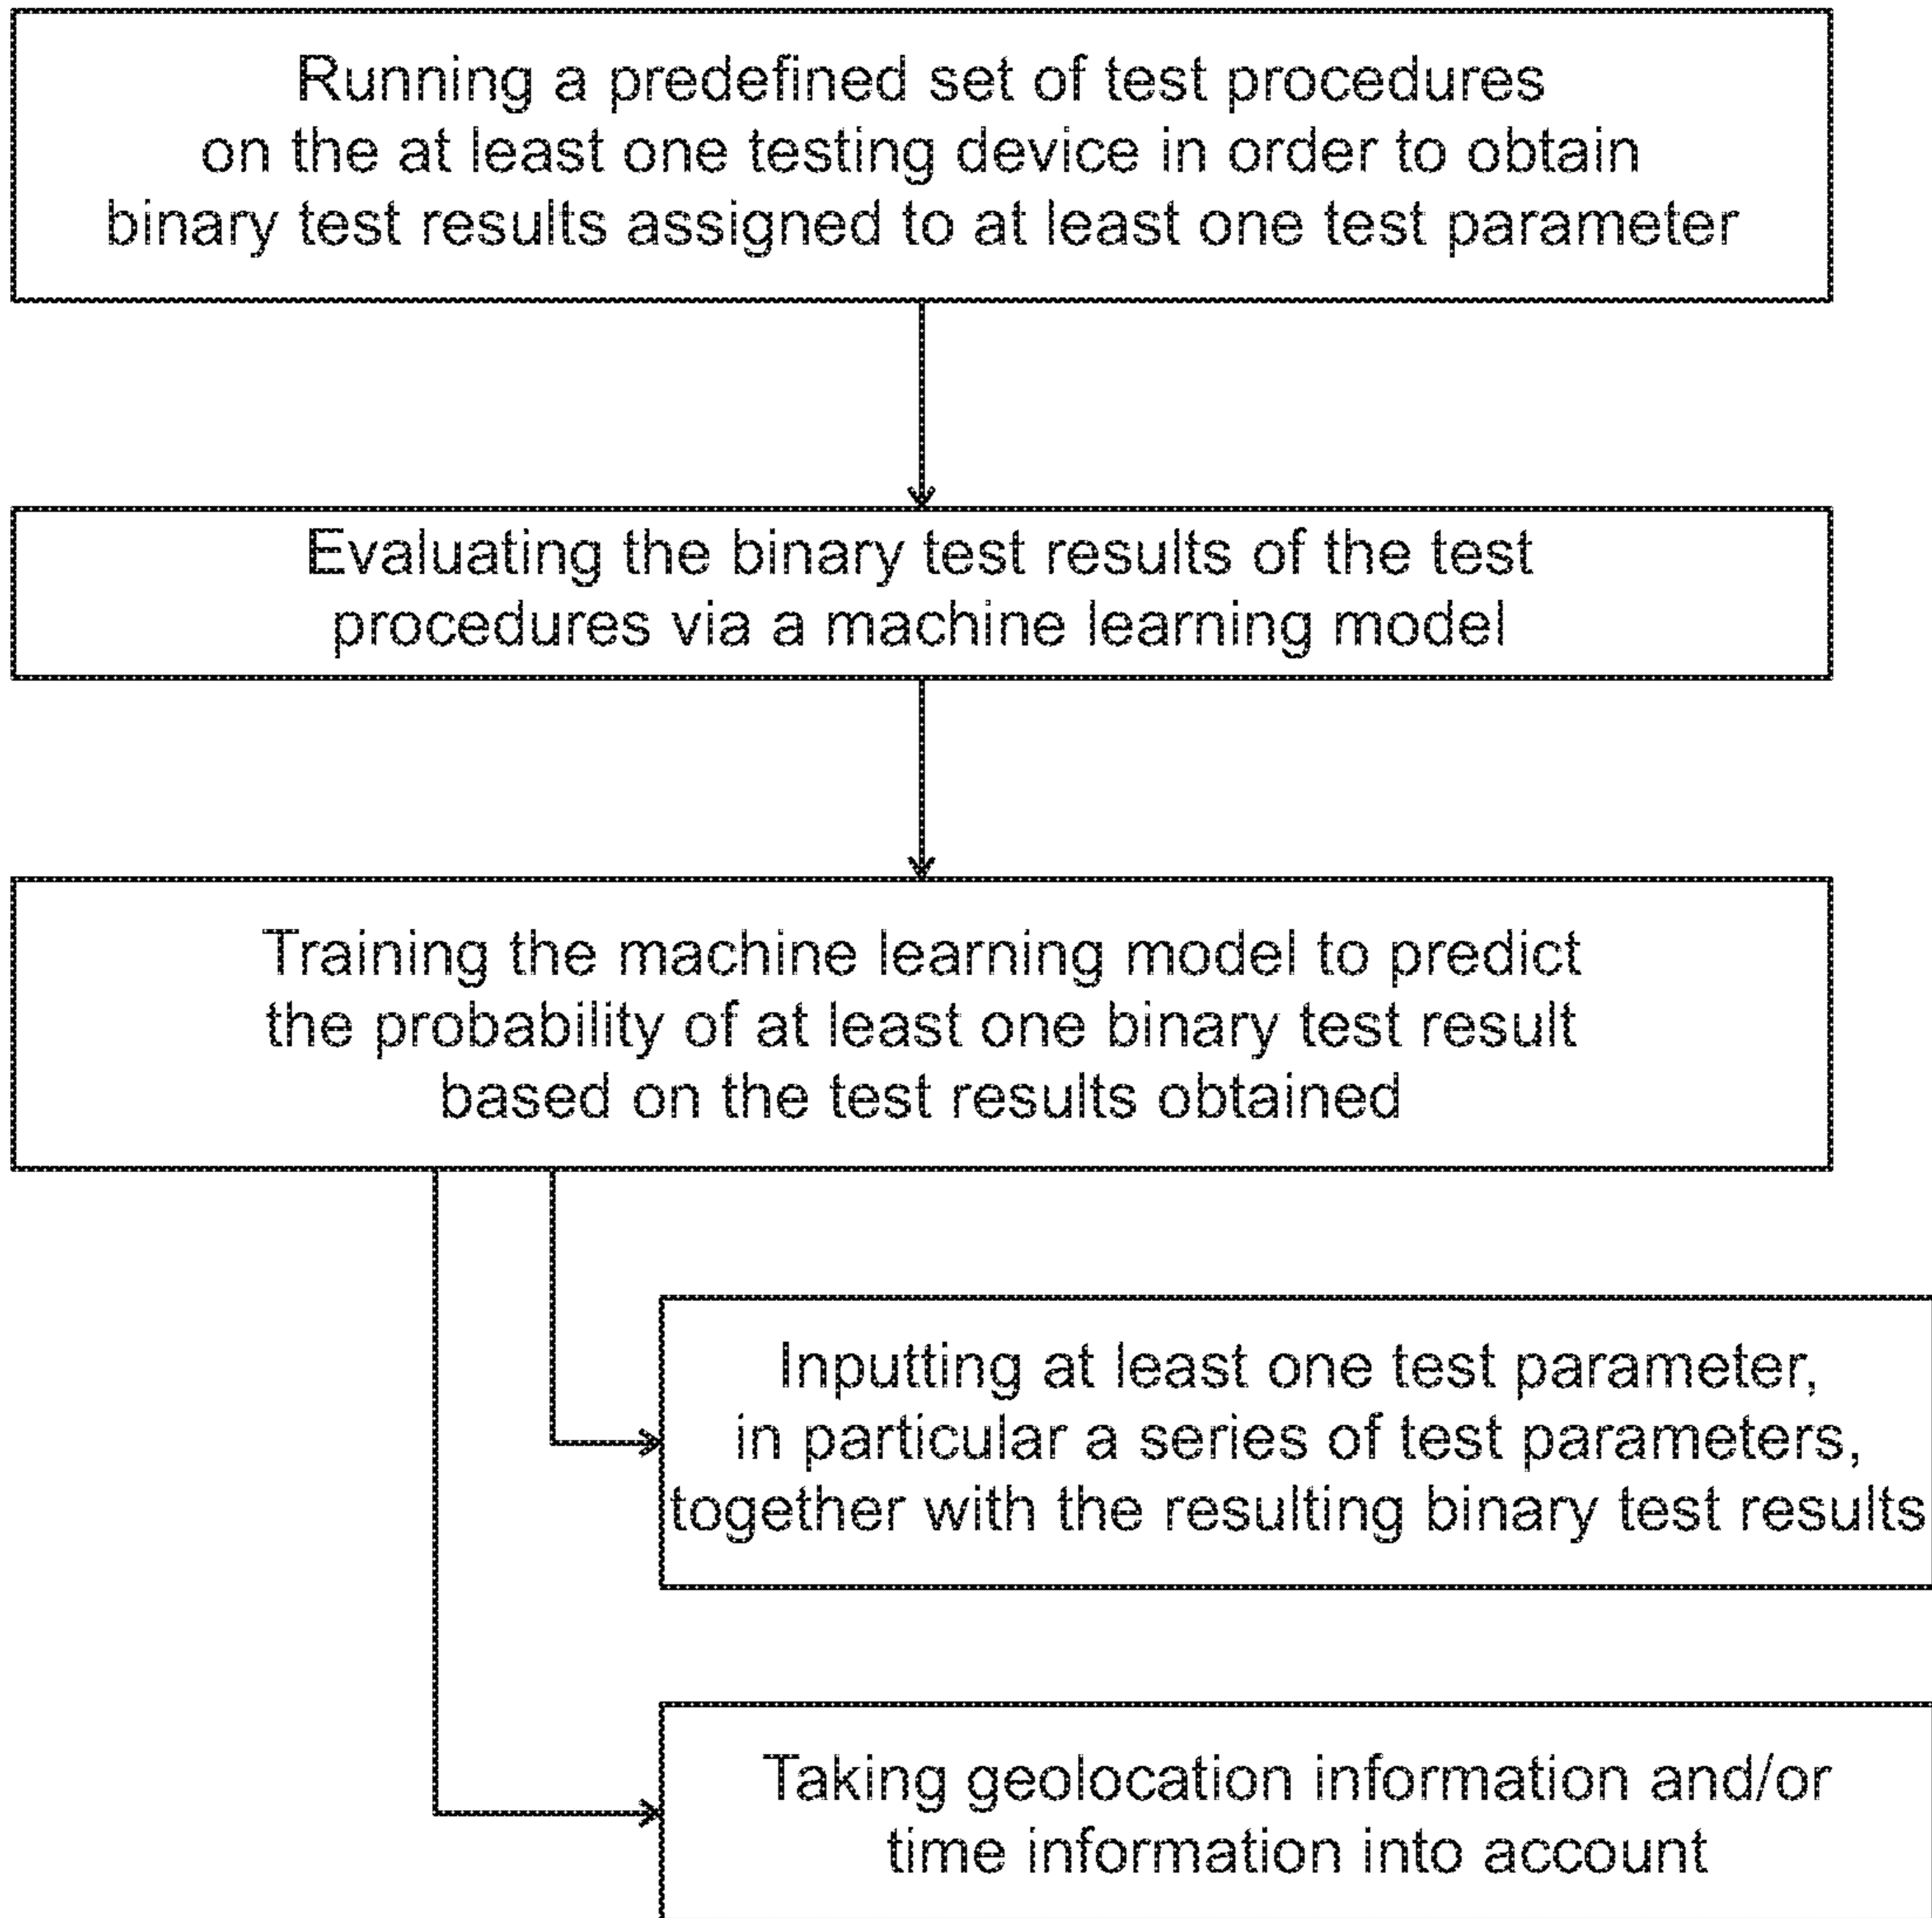 Running a predefined set of test procedures
on the at least one testing device in order to obtain
binary test results assigned to at least one test parameter
Evaluating the binary test results of the test
procedures via a machine learning model
Training the machine learning model to predict
the probability of at least one binary test result
based on the test results obtained
Inputting at least one test parameter,
in particular a series of test parameters,
together with the resulting binary test results
Taking geolocation information and/or
time information into account